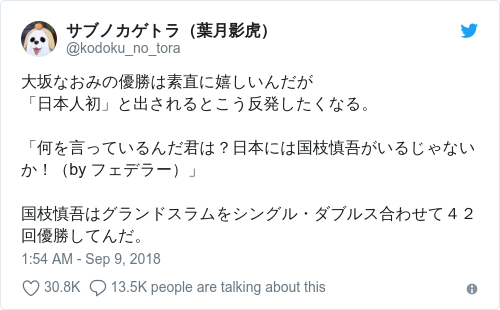 サブノカゲトラ（葉月影虎）
@kodoku_no_tora
大坂なおみの優勝は素直に嬉しいんだが
「日本人初」と出されるとこう反発したくなる。
「何を言っているんだ君は？日本には国枝慎吾がいるじゃない
か！（by フェデラー）」
国枝慎吾はグランドスラムをシングル・ダブルス合わせて４２
回優勝してんだ。
1:54 AM - Sep 9, 2018
30.8K 13.5K people are talking about this